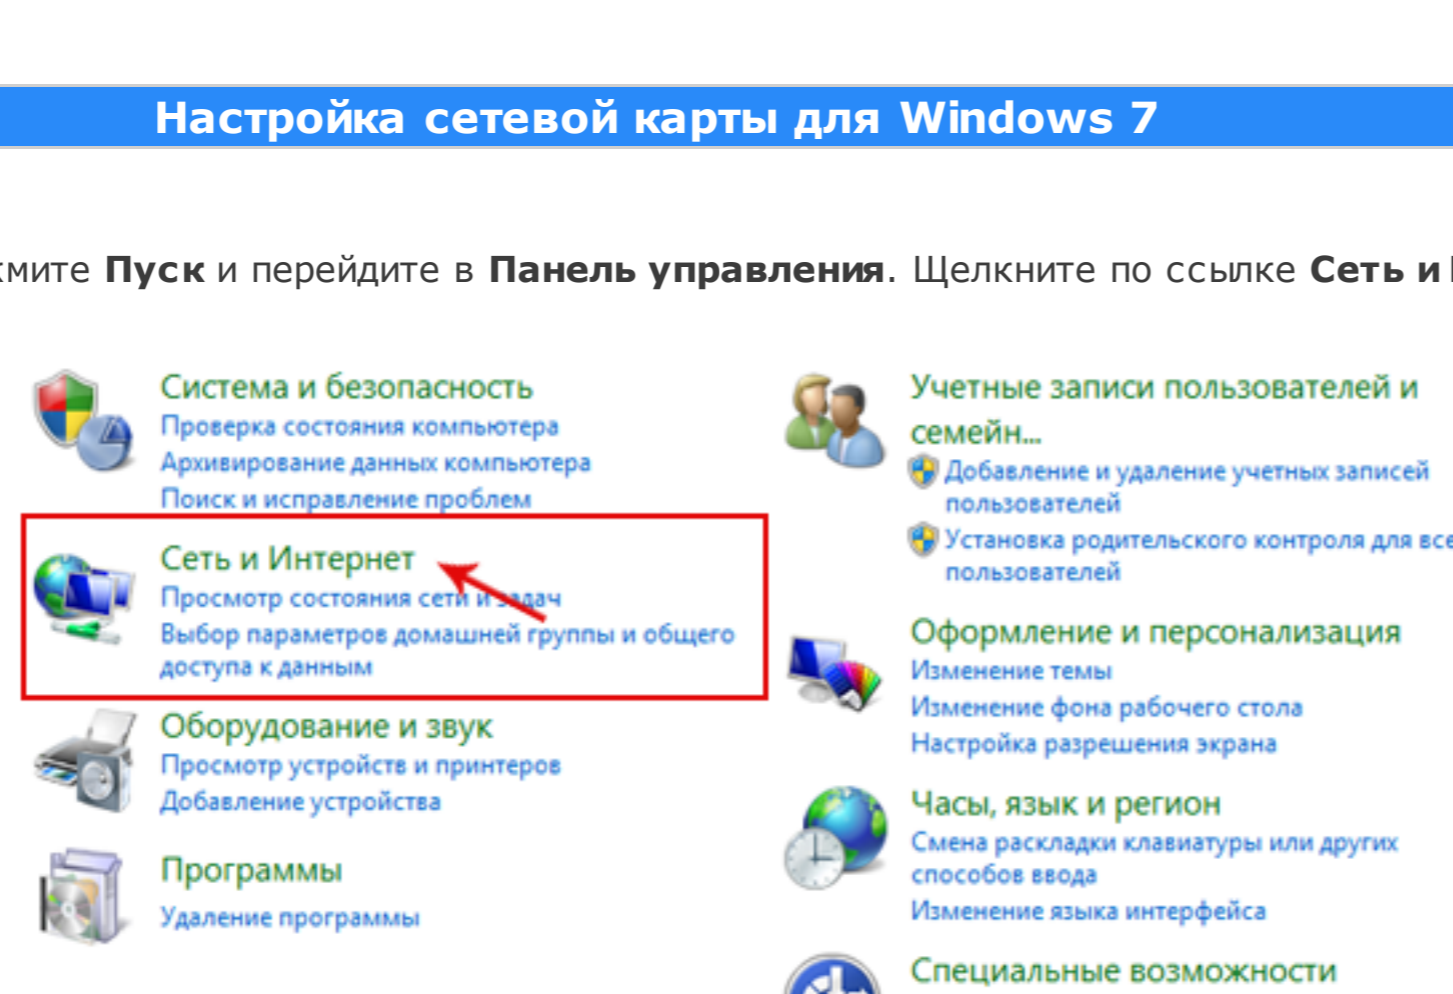 Настройка сетевой карты для Windows 7
мите Пуск и перейдите в Панель управления. Щелкните по ссылке Сеть и
Система и безопасность
Проверка состояния компьютера
Архивирование данных компьютера
Поиск и исправление проблем
Сеть и Интернет
Просмотр состояния сети и задач
Выбор параметров домашней группы и общего
доступа к данным
Оборудование и звук
Просмотр устройств и принтеров
Добавление устройства
Программы
Удаление программы
Учетные записи пользователей и
семейн...
Добавление и удаление учетных записей
пользователей
Установка родительского контроля для все
пользователей
Оформление и персонализация
Изменение темы
Изменение фона рабочего стола
Настройка разрешения экрана
Часы, язык и регион
Смена раскладки клавиатуры или других
способов ввода
Изменение языка интерфейса
Специальные возможности